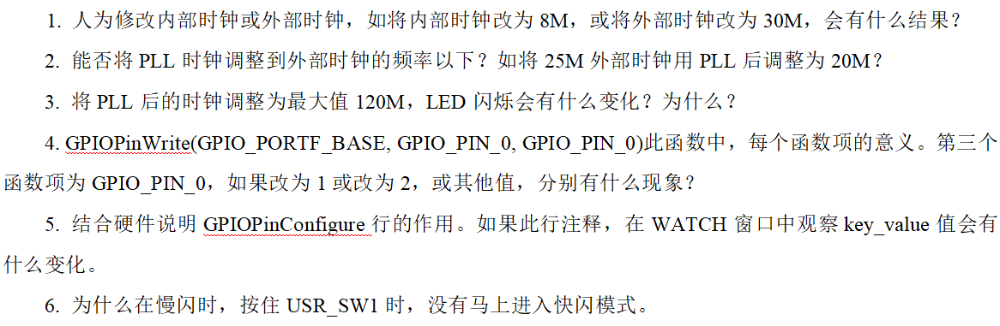 1. 人为修改内部时钟或外部时钟，如将内部时钟改为 8M，或将外部时钟改为 30M，会有什么结果？
2. 能否将 PLL 时钟调整到外部时钟的频率以下？如将 25M 外部时钟用 PLL 后调整为 20M？
3. 将 PLL 后的时钟调整为最大值 120M，LED 闪烁会有什么变化？为什么？
4. GPIOPinWrite(GPIO_PORTF_BASE, GPIO_PIN_0, GPIO_PIN_0)此函数中，每个函数项的意义。第三个
函数项为 GPIO_PIN_0，如果改为 1 或改为 2，或其他值，分别有什么现象？
5. 结合硬件说明 GPIOPinConfigure 行的作用。如果此行注释，在 WATCH 窗口中观察 key_value 值会有
什么变化。
6. 为什么在慢闪时，按住 USR_SW1 时，没有马上进入快闪模式。